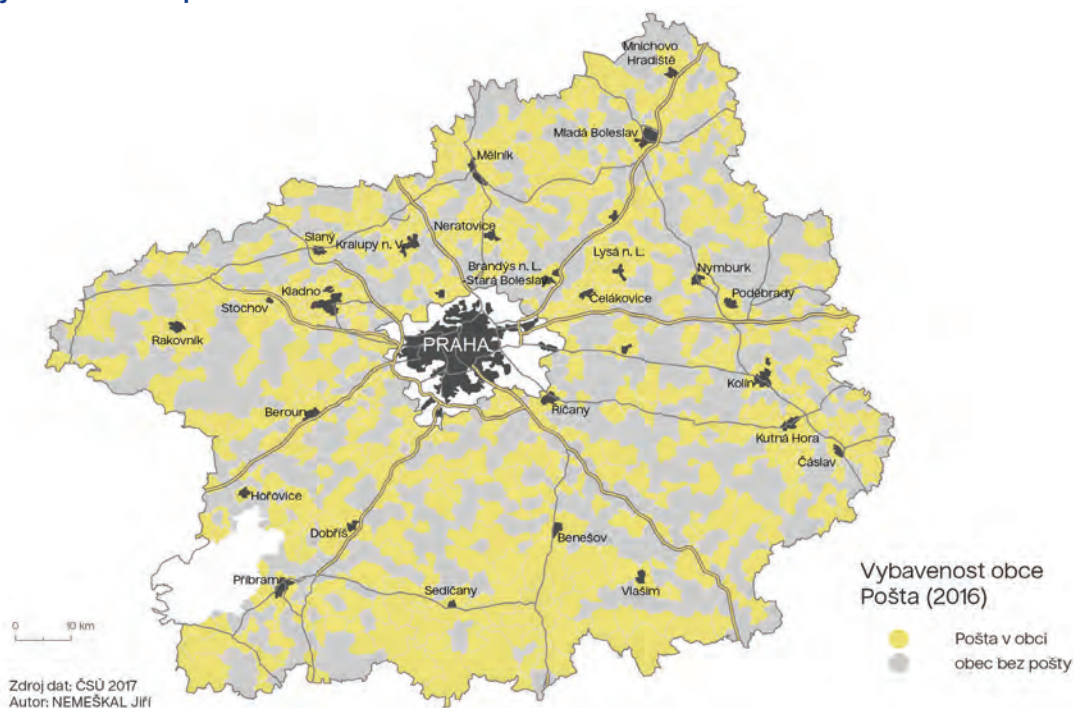 Mnichovo
Hradiště
Mladá Boleslav
Mělník
Neratovice
Slaný
Kralupy n. V.
Brandýs n. L.
-Stará Boleslav
Lysá n. L.
Nymburk
Kladno
Čelákovice
Poděbrady
Stochov
Rakovník
PRAHA
Kolín
Beroun
Říčany
Kutná Hora
Čáslav
Hořovice
Dobříš
Benešov
Příbram
Sedlčany
Vlašim
Vybavenost obce
Pošta (2016)
Pošta v obci
obec bez pošty
0 10 km
Zdroj dat: ČSÚ 2017
Autor: NEMEŠKAL Jiří